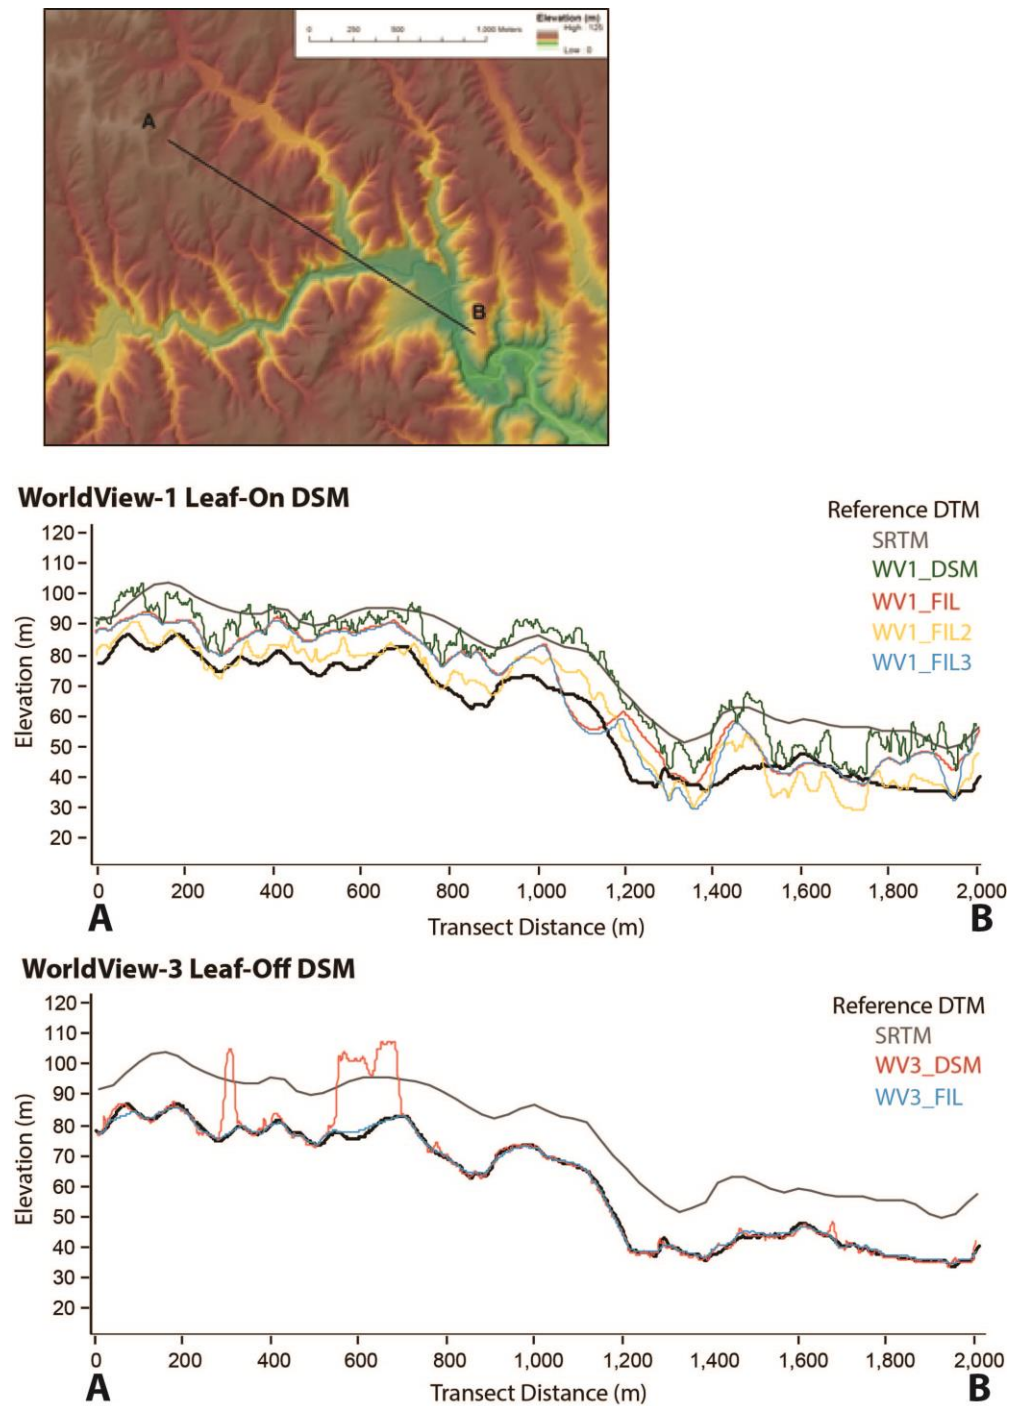 Elevation (m)
0 250 500 1,000 Meters
High : 125
Low : 0
A
B
WorldView-1 Leaf-On DSM
Reference DTM
SRTM
WV1_DSM
WV1_FIL
WV1_FIL2
WV1_FIL3
Elevation (m)
120
110
100
90
80
70
60
50
40
30
20
0 200 400 600 800 1,000 1,200 1,400 1,600 1,800 2,000
A B
Transect Distance (m)
WorldView-3 Leaf-Off DSM
Reference DTM
SRTM
WV3_DSM
WV3_FIL
Elevation (m)
120
110
100
90
80
70
60
50
40
30
20
0 200 400 600 800 1,000 1,200 1,400 1,600 1,800 2,000
A B
Transect Distance (m)